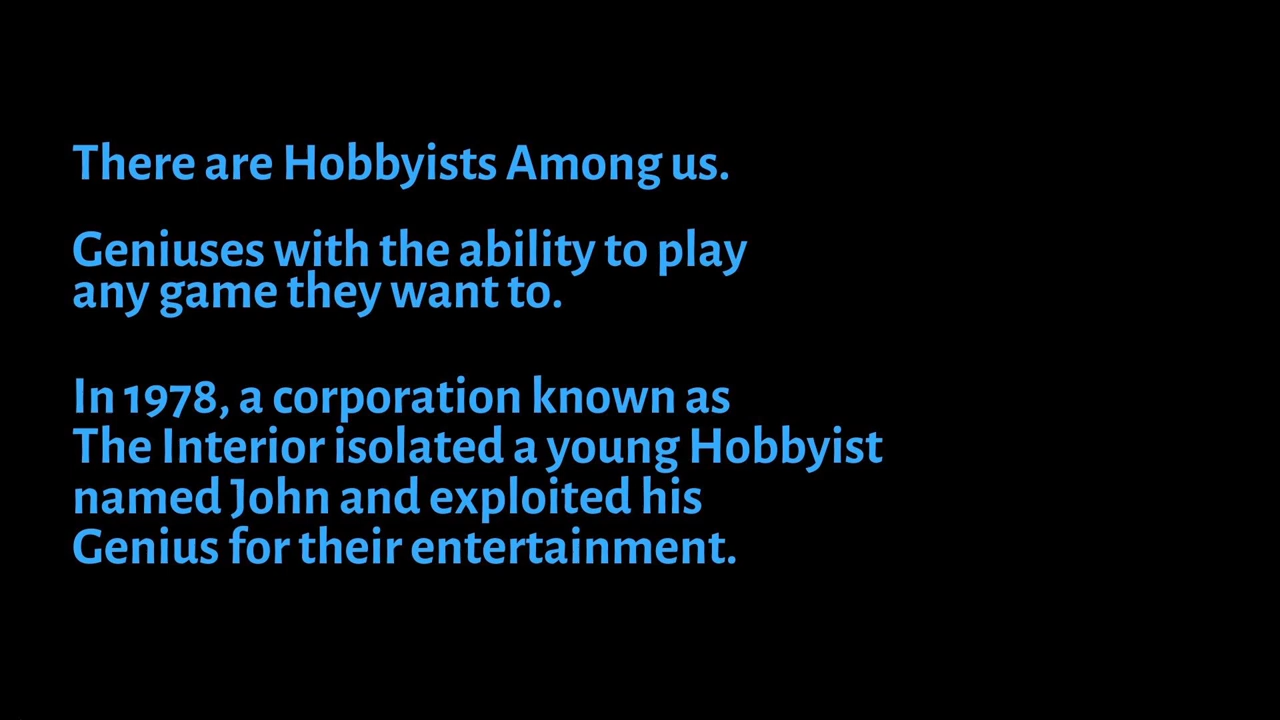 There are Hobbyists Among us.
Geniuses with the ability to play
any game they want to.
In 1978, a corporation known as
The Interior isolated a young Hobbyist
named John and exploited his
Genius for their entertainment.